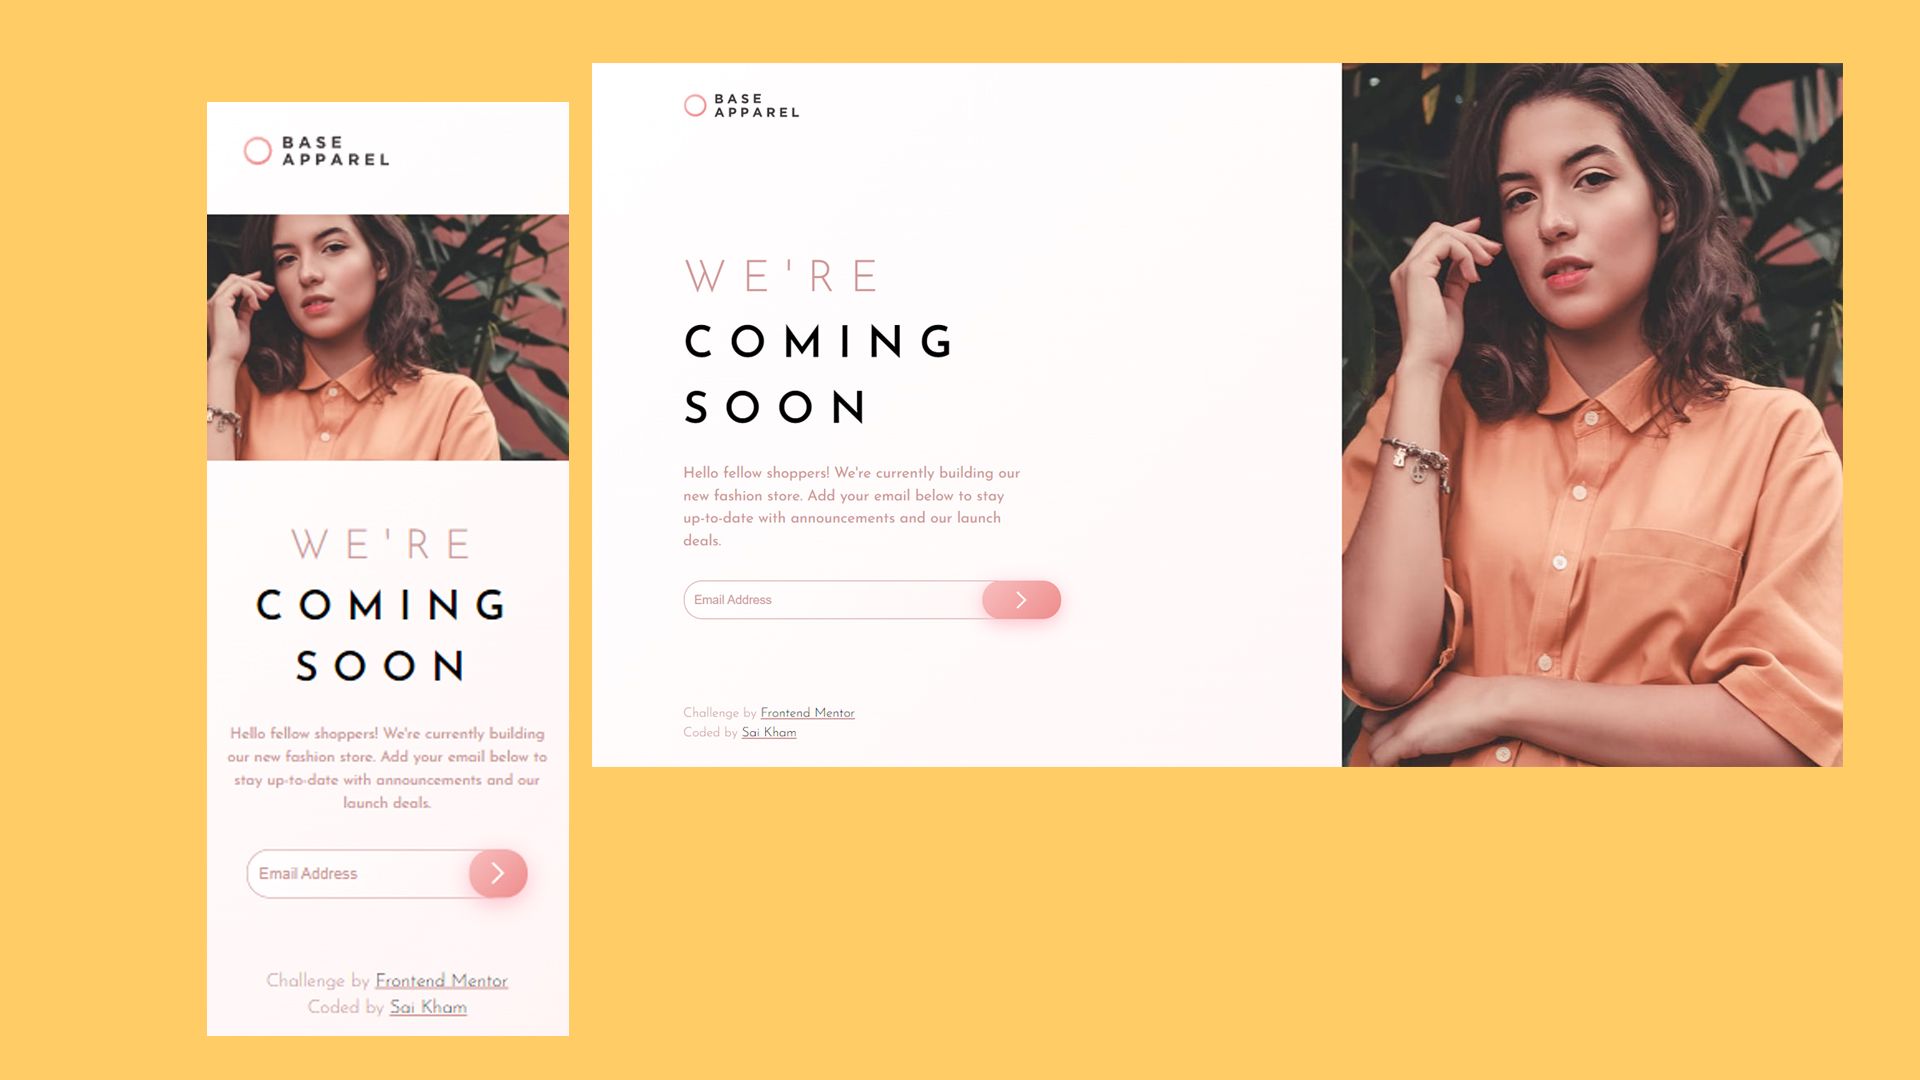 BASE
APPAREL
WE'RE
COMING
SOON
Hello fellow shoppers! We're currently building
our new fashion store. Add your email below to
stay up-to-date with announcements and our
launch deals.
Email Address
Challenge by Frontend Mentor
Coded by Sai Kham
BASE
APPAREL
WE'RE
COMING
SOON
Hello fellow shoppers! We're currently building our
new fashion store. Add your email below to stay
up-to-date with announcements and our launch
deals.
Email Address
Challenge by Frontend Mentor
Coded by Sai Kham